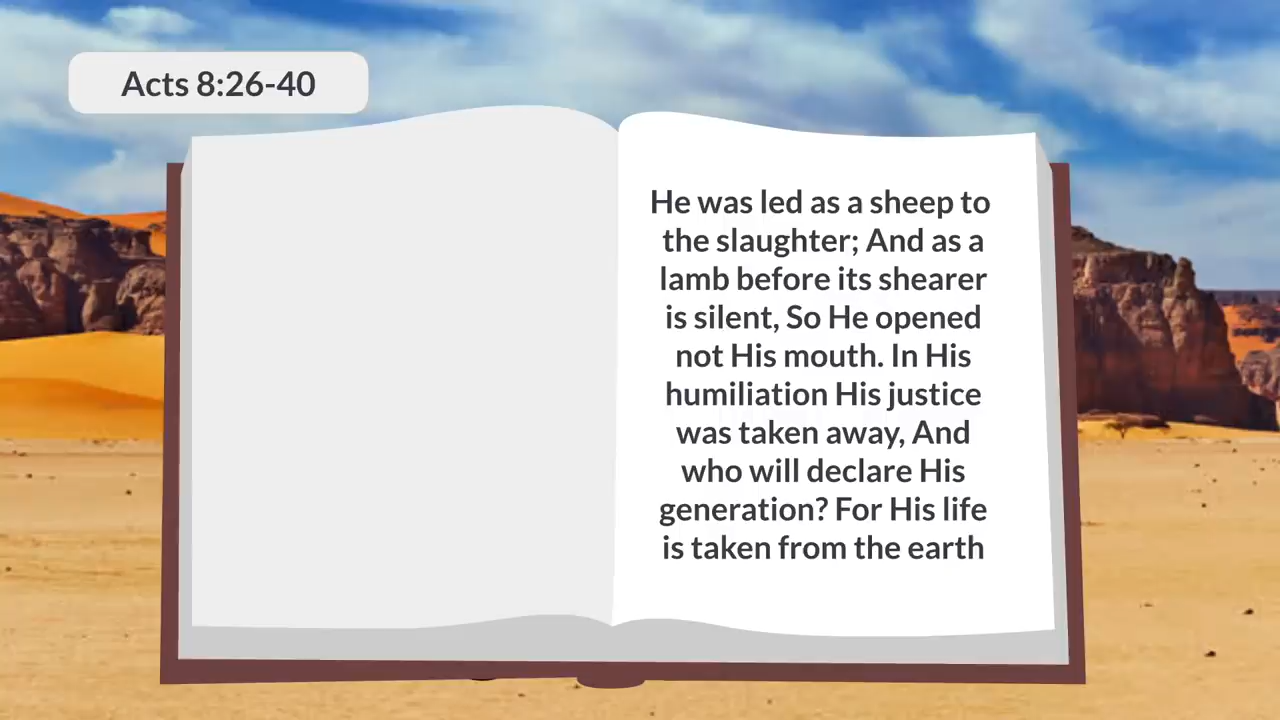 Acts 8:26-40
He was led as a sheep to
the slaughter; And as a
lamb before its shearer
is silent, So He opened
not His mouth. In His
humiliation His justice
was taken away, And
who will declare His
generation? For His life
is taken from the earth